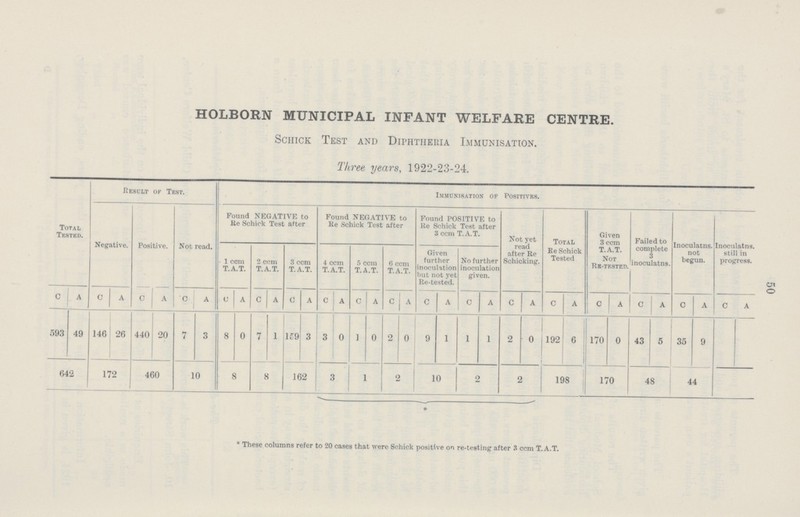 HOLBORN MUNICIPAL INFANT WELFARE CENTRE.
SCHICK TEST AND DIPHTHERIA IMMUNISATION.
Three years, 1922-23-24.
TOTAL TESTED. RESULT OF TEST. IMMUNISATION OF POSITIVES.
Negative. Positive. Not read. Found NEGATIVE to Re Schick Test after Found NEGATIVE to Re Schick Test after Found POSITIVE to Re Schick Test after 3 ccm T.A.T. Not yet read after Re Schicking. TOTAL Re Schick Tested Given 3 ccm T.A.T. NOT RE-TESTED. Failed to complete 3 inoculatns. Inoculatns. not begun. Inoculatns. still in progress.
1 ccm T.A.T. 2 ccm T.A.T. 3 ccm T.A.T. 4 ccm T.A.T. 5 ccm T.A.T. 6 ccm T.A.T. Given further inoculation but not yet Re-tested. No further inoculation given.
C A C A C A C A C A C A C A C A C A C A C A C A C A C A C A C A C A C A
593 49 146 26 440 20 7 3 8 0 7 1 159 3 3 0 1 0 2 0 9 1 1 1 2 0 192 6 170 0 43 5 35 9
642 172 460 10 8 8 162 3 1 2 10 2 2 198 170 48 44
*
* These columns refer to 20 cases that were Schick positive on re-testing after 3 ccm T.A.T.
50